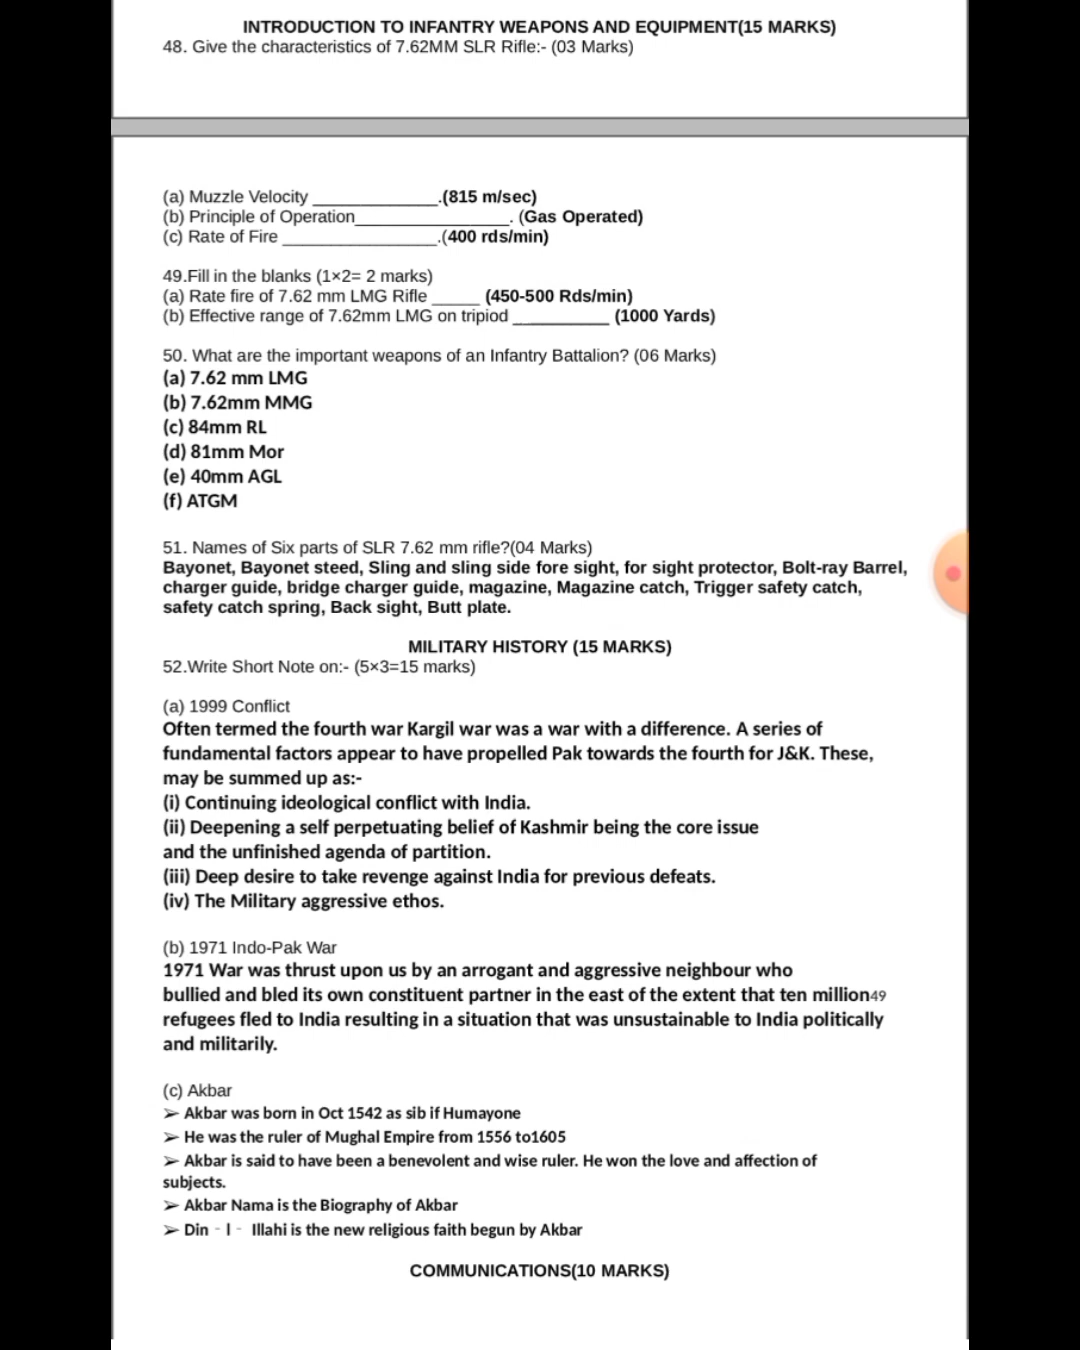 INTRODUCTION TO INFANTRY WEAPONS AND EQUIPMENT(15 MARKS)
48. Give the characteristics of 7.62MM SLR Rifle:- (03 Marks)
(a) Muzzle Velocity ______________.(815 m/sec)
(b) Principle of Operation_________________. (Gas Operated)
(c) Rate of Fire _________________.(400 rds/min)
49.Fill in the blanks (1×2= 2 marks)
(a) Rate fire of 7.62 mm LMG Rifle _____ (450-500 Rds/min)
(b) Effective range of 7.62mm LMG on tripiod __________ (1000 Yards)
50. What are the important weapons of an Infantry Battalion? (06 Marks)
(a) 7.62 mm LMG
(b) 7.62mm MMG
(c) 84mm RL
(d) 81mm Mor
(e) 40mm AGL
(f) ATGM
51. Names of Six parts of SLR 7.62 mm rifle?(04 Marks)
Bayonet, Bayonet steed, Sling and sling side fore sight, for sight protector, Bolt-ray Barrel,
charger guide, bridge charger guide, magazine, Magazine catch, Trigger safety catch,
safety catch spring, Back sight, Butt plate.
MILITARY HISTORY (15 MARKS)
52.Write Short Note on:- (5×3=15 marks)
(a) 1999 Conflict
Often termed the fourth war Kargil war was a war with a difference. A series of
fundamental factors appear to have propelled Pak towards the fourth for J&K. These,
may be summed up as:-
(i) Continuing ideological conflict with India.
(ii) Deepening a self perpetuating belief of Kashmir being the core issue
and the unfinished agenda of partition.
(iii) Deep desire to take revenge against India for previous defeats.
(iv) The Military aggressive ethos.
(b) 1971 Indo-Pak War
1971 War was thrust upon us by an arrogant and aggressive neighbour who
bullied and bled its own constituent partner in the east of the extent that ten million49
refugees fled to India resulting in a situation that was unsustainable to India politically
and militarily.
(c) Akbar
➢ Akbar was born in Oct 1542 as sib if Humayone
➢ He was the ruler of Mughal Empire from 1556 to1605
➢ Akbar is said to have been a benevolent and wise ruler. He won the love and affection of
subjects.
➢ Akbar Nama is the Biography of Akbar
➢ Din - I - Illahi is the new religious faith begun by Akbar
COMMUNICATIONS(10 MARKS)